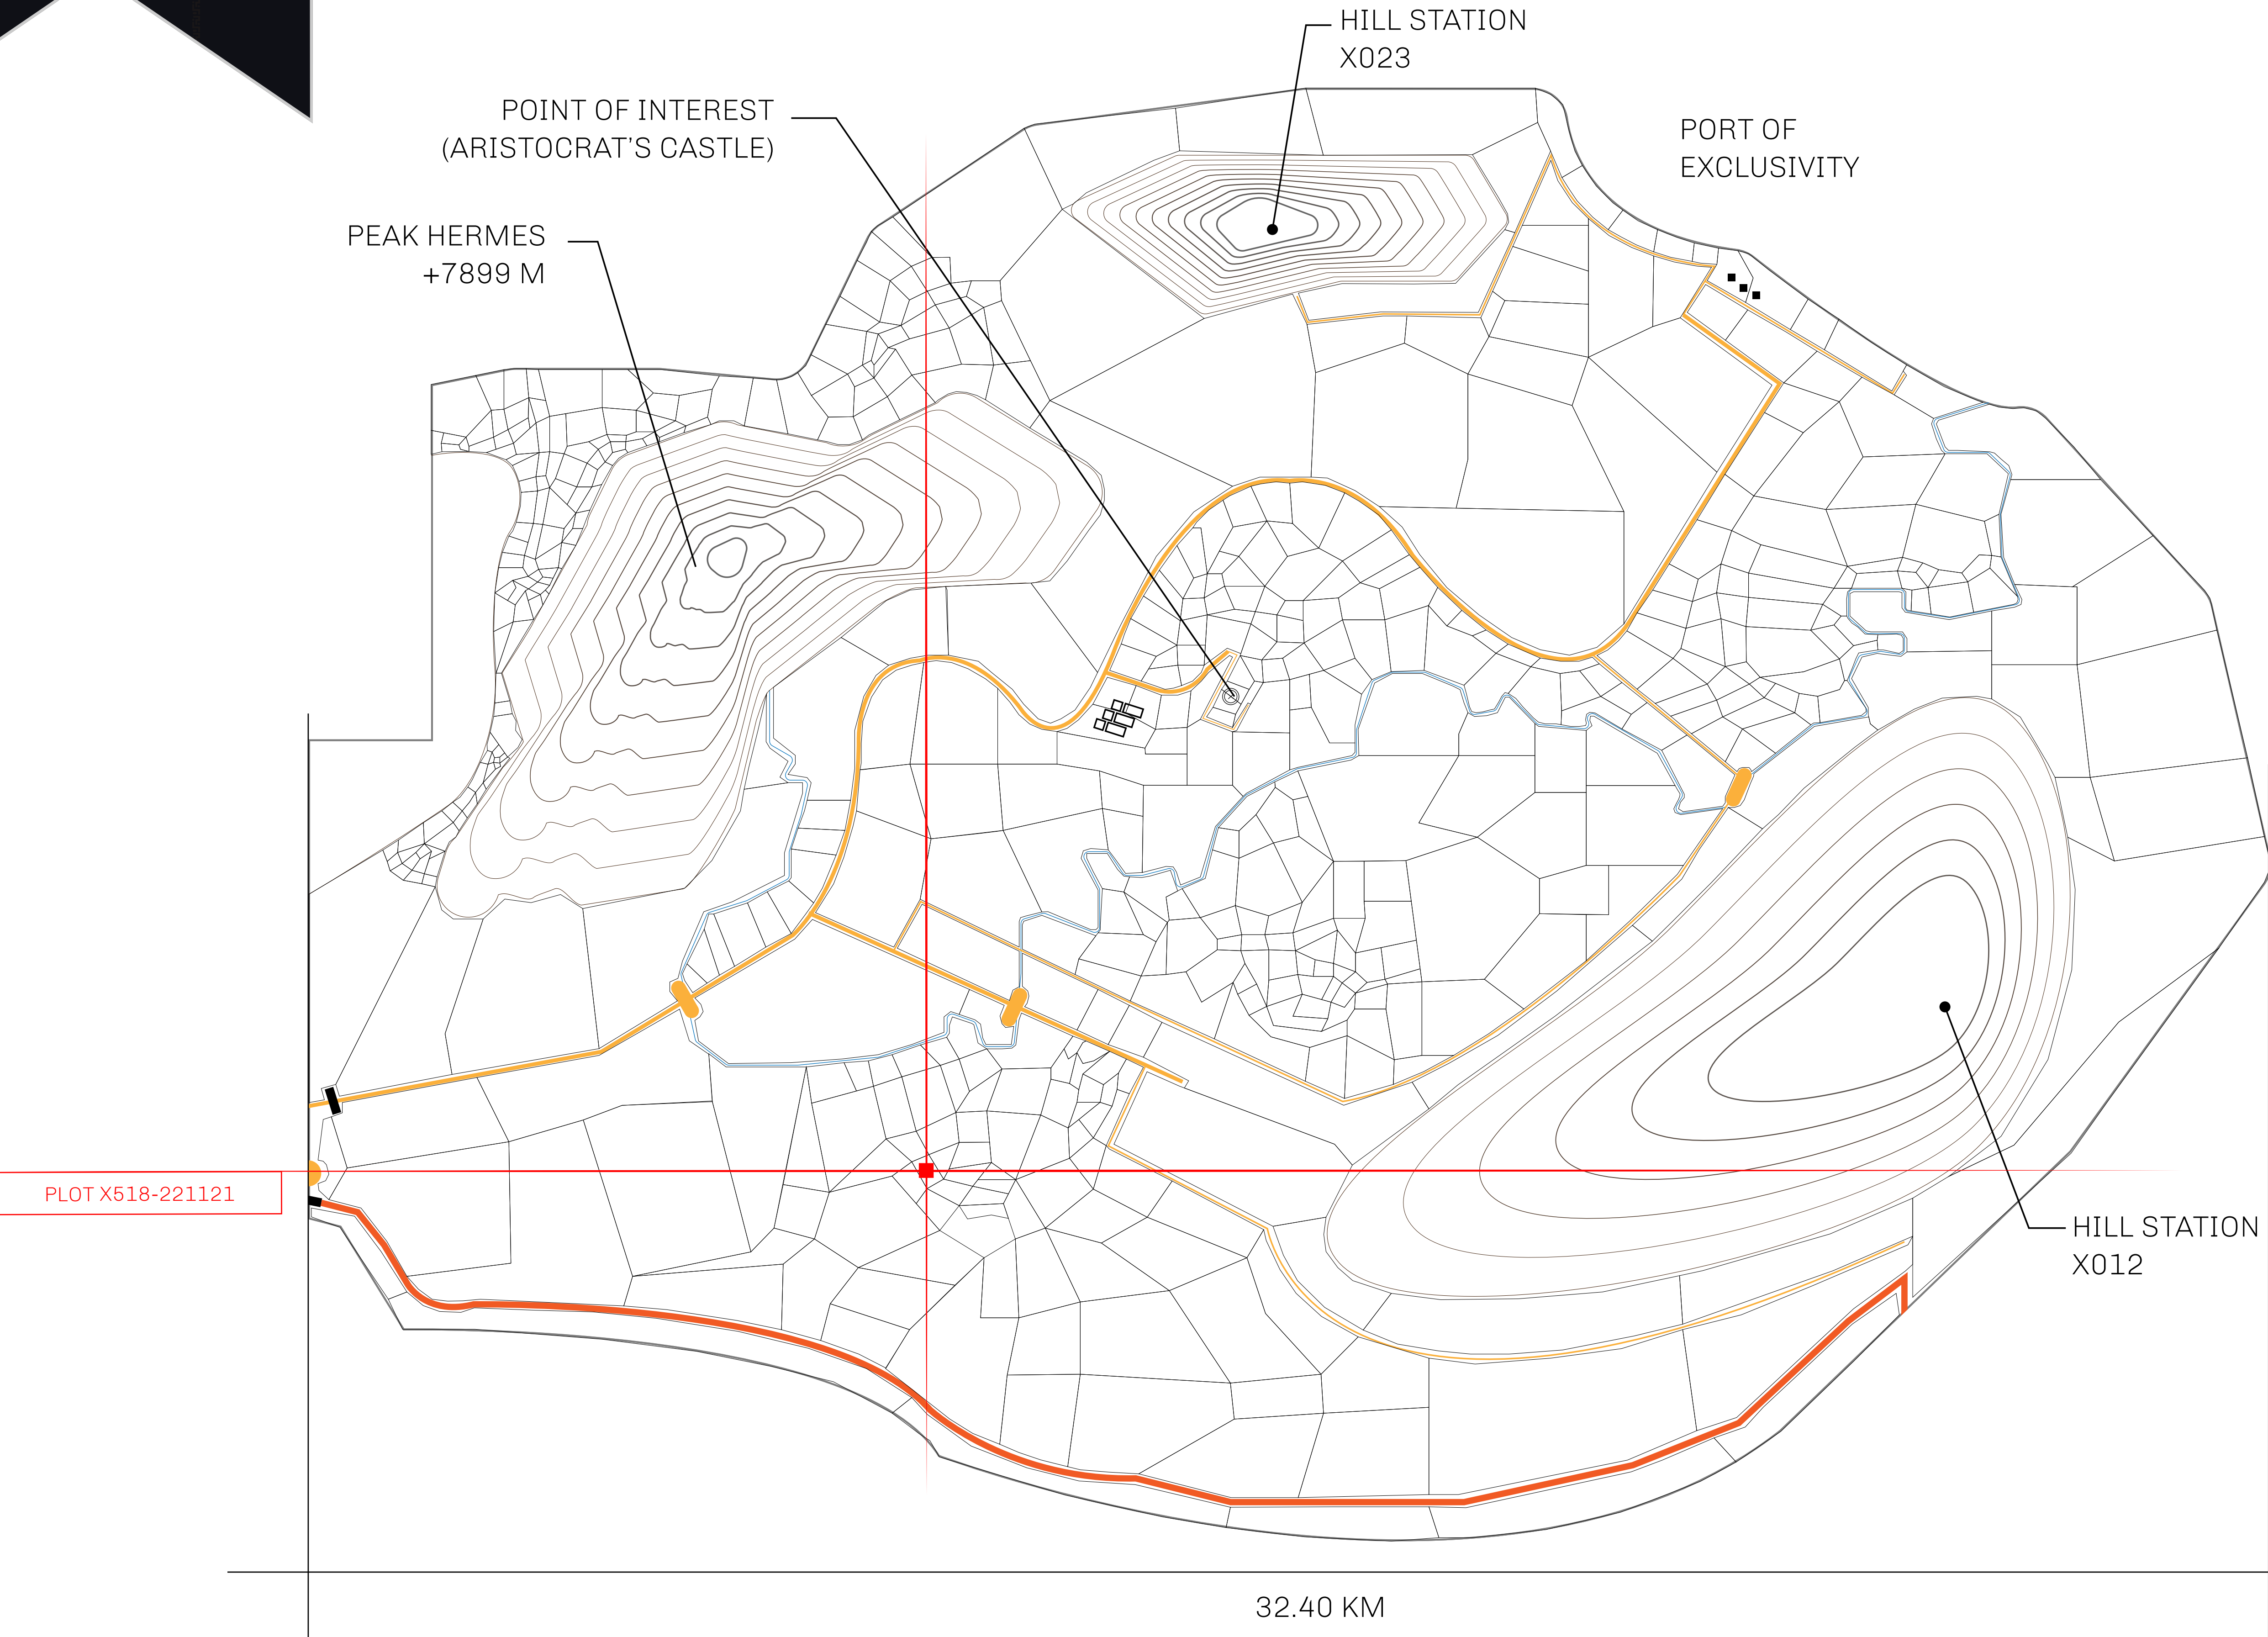 HILL STATION
X023
POINT OF INTEREST
(ARISTOCRAT'S CASTLE)
PORT OF
EXCLUSIVITY
PEAK HERMES
+7899 M
PLOT X518-221121
HILL STATION
X012
32.40 KM